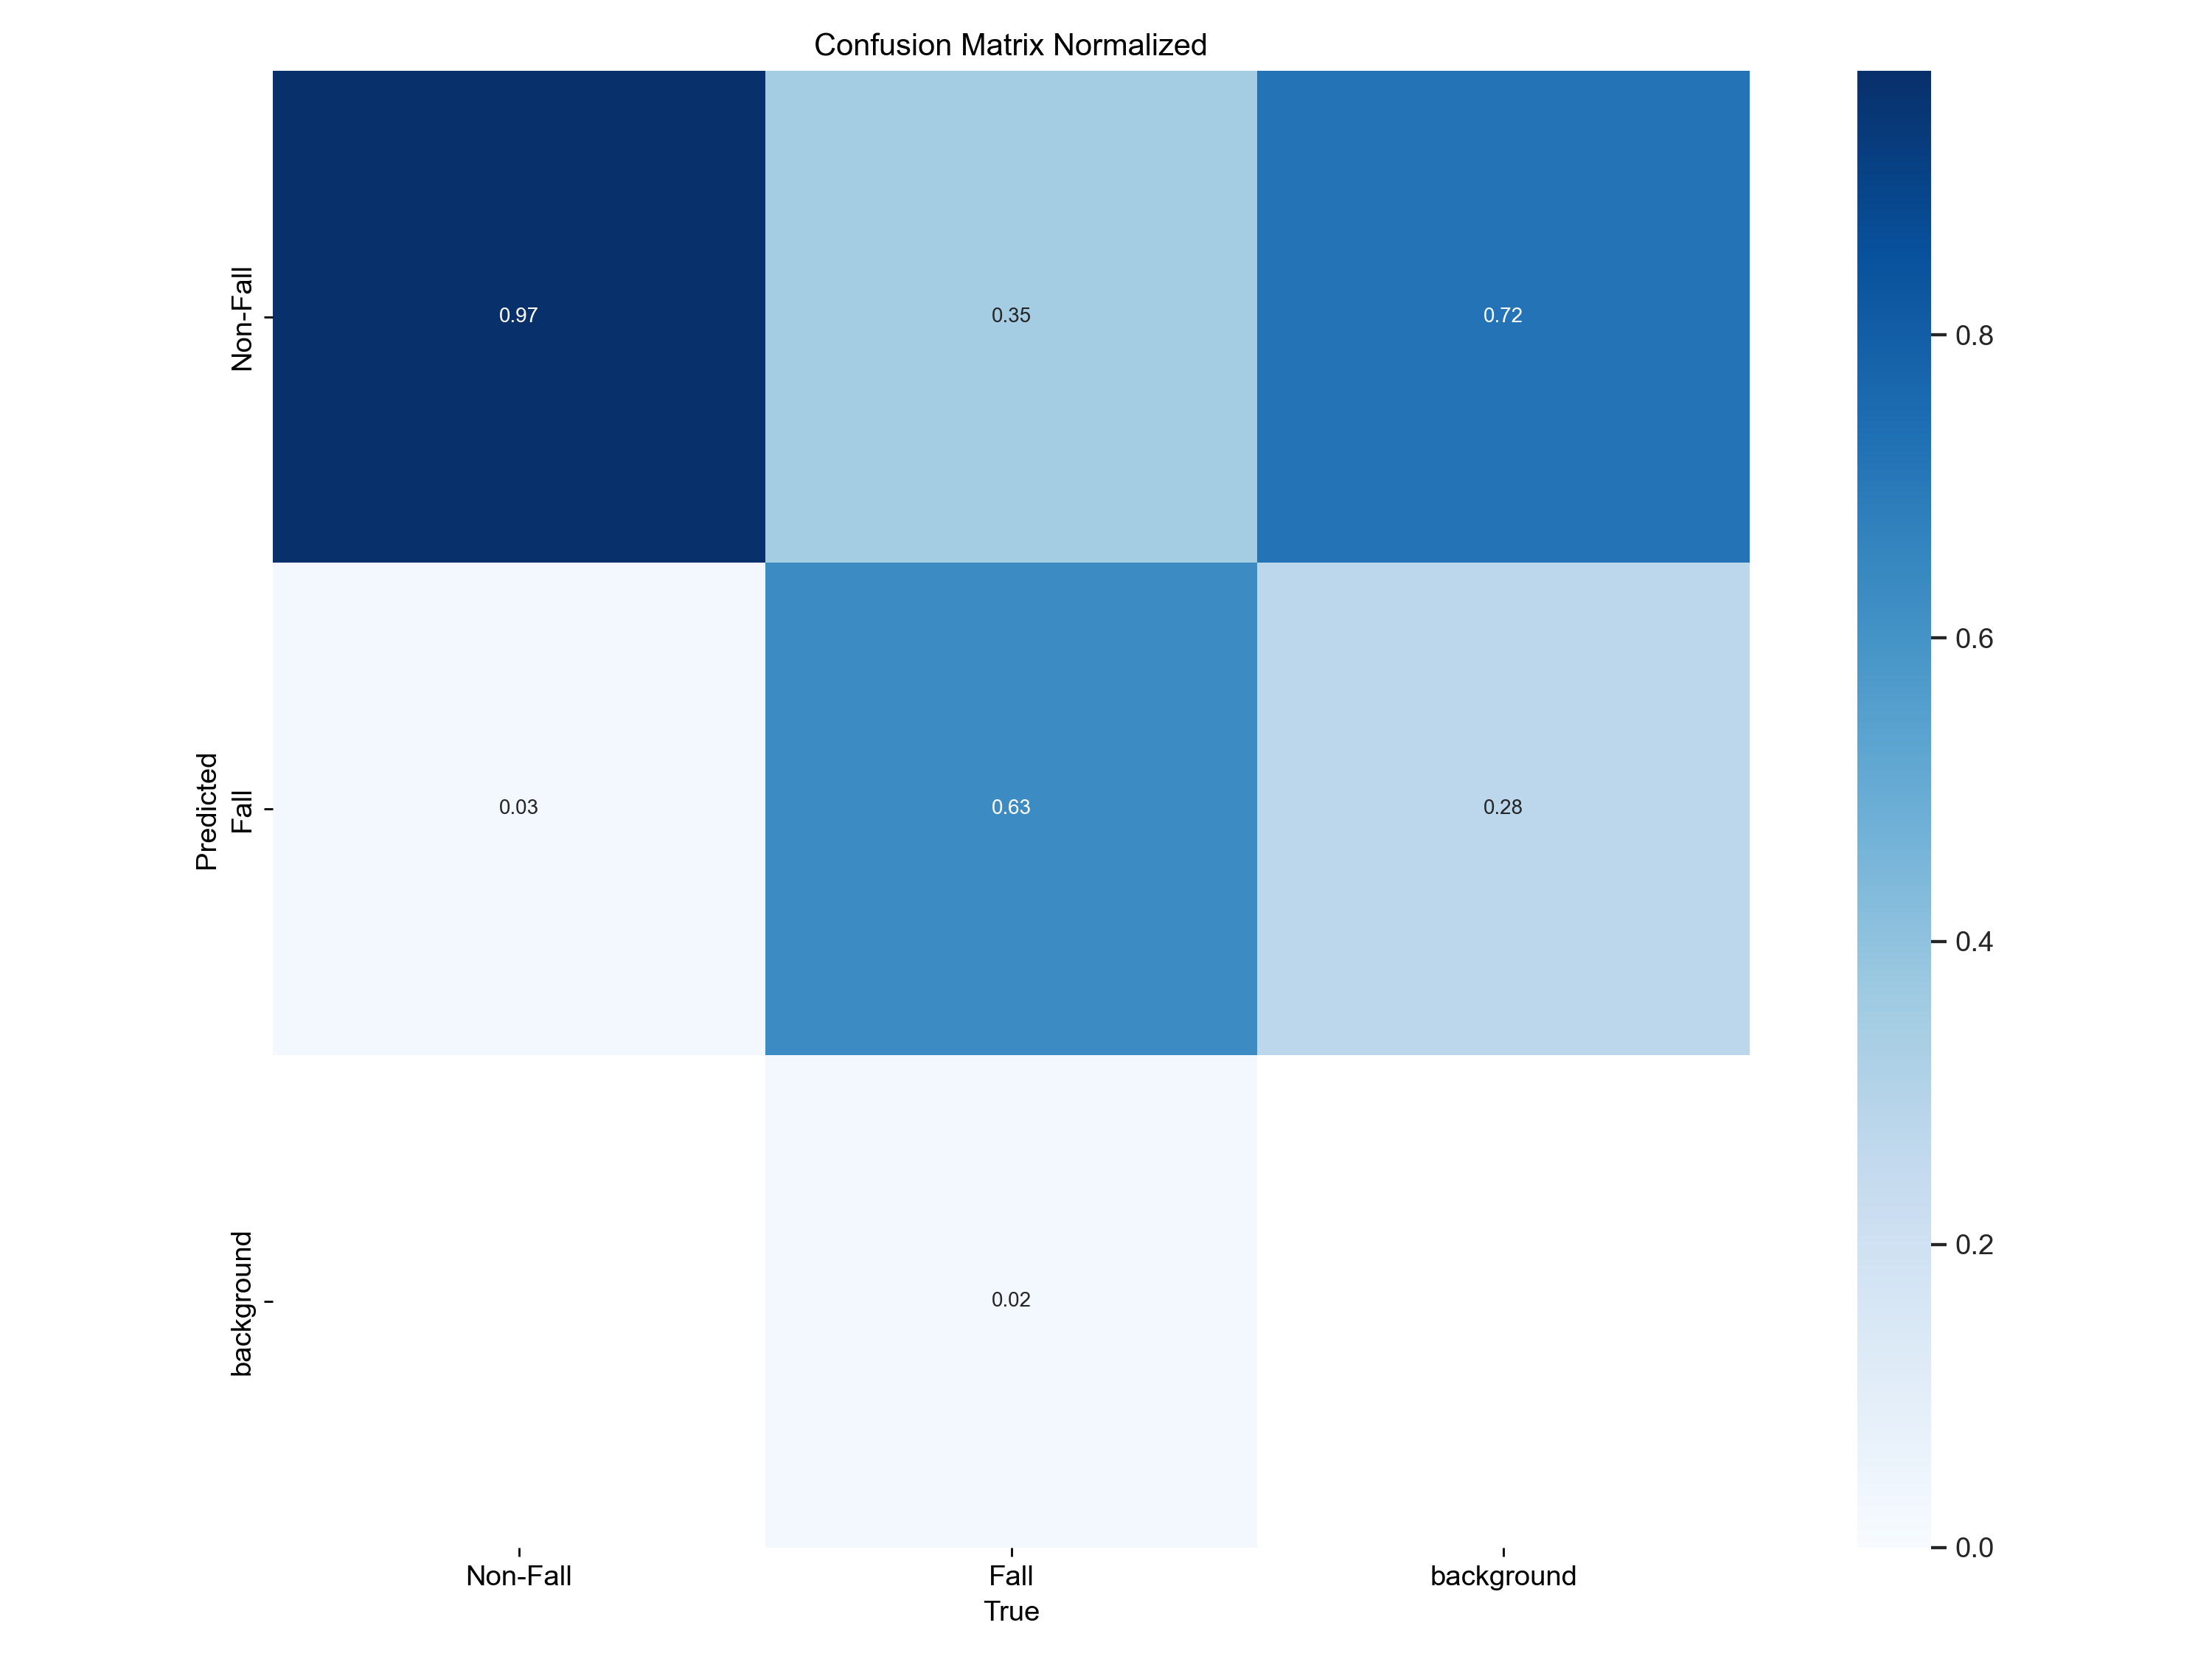 Confusion Matrix Normalized
Non-Fall
0.97
0.35
0.72
0.8
0.6
Predicted
Fall
0.03
0.63
0.28
0.4
0.2
background
0.02
0.0
Non-Fall
Fall
background
True